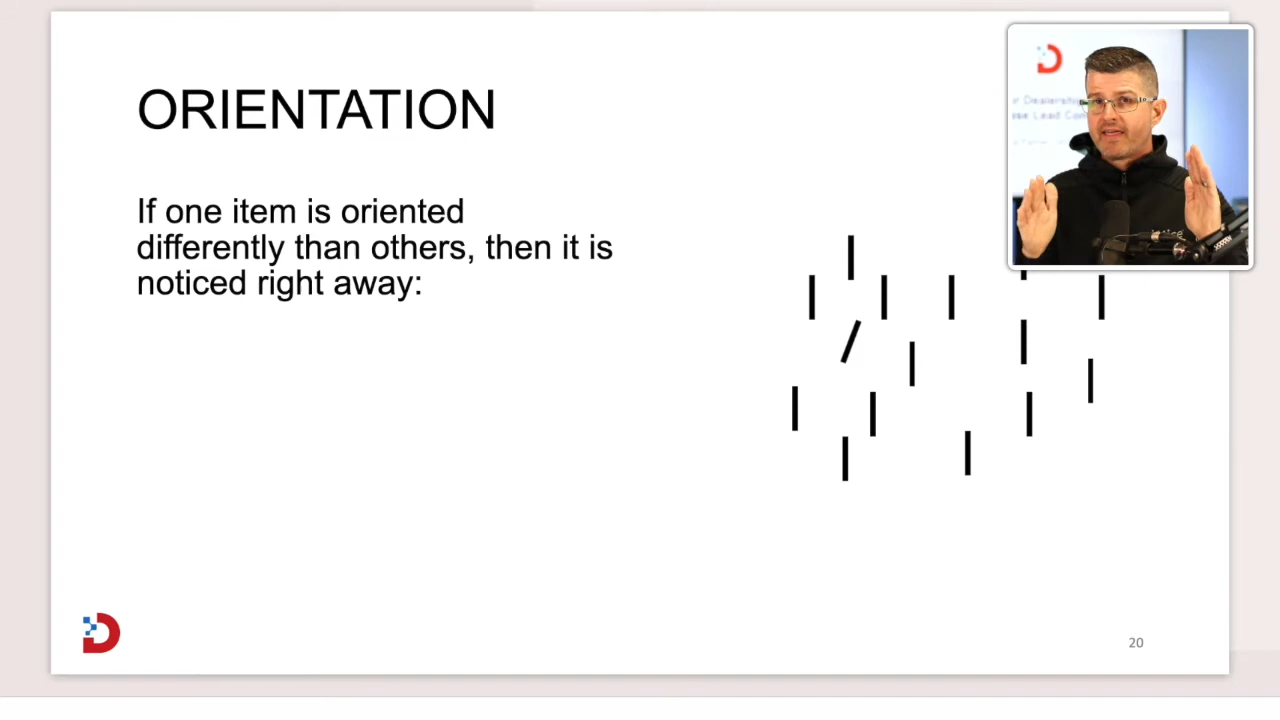 ORIENTATION
If one item is oriented
differently than others, then it is
noticed right away:
20